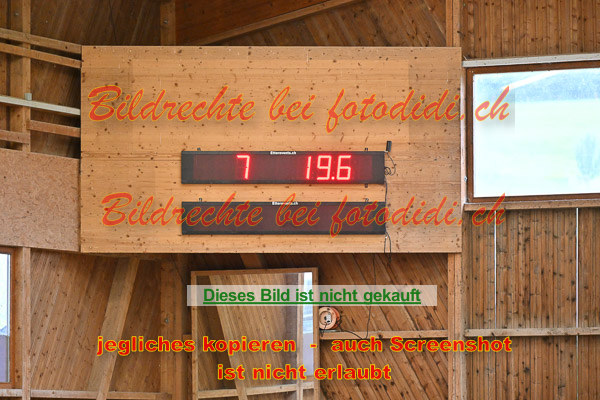 Bildrechte bei fotodidi.ch
7 19.6
Bildrechte bei fotodidi.ch
Dieses Bild ist nicht gekauft
jegliches kopieren - auch Screenshot
ist nicht erlaubt